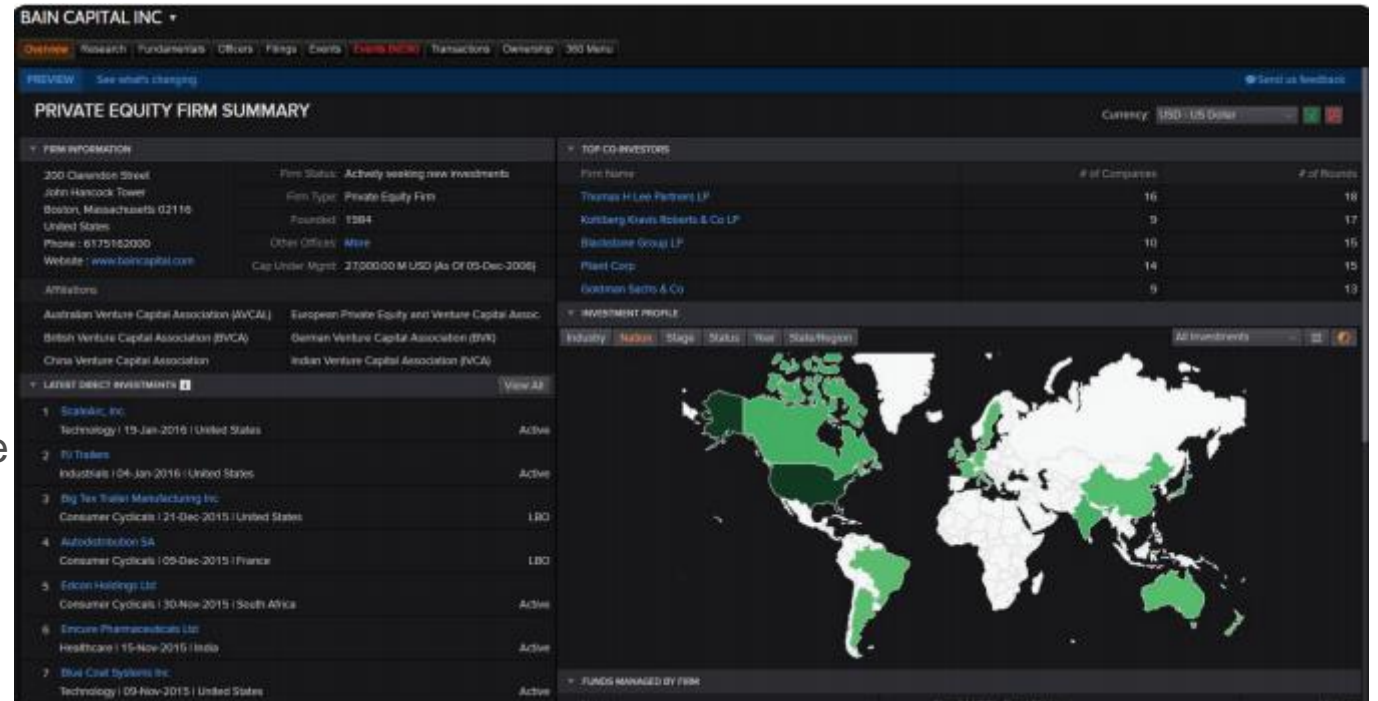 BAIN CAPITAL INC
Overview Research Fundamentals Officers Filings Events Events (NEW) Transactions Ownership 360 Menu
PREVIEW See what's changing Send us feedback
PRIVATE EQUITY FIRM SUMMARY
Currency: USD - US Dollar
FIRM INFORMATION
200 Clarendon Street
John Hancock Tower
Boston, Massachusetts 02116
United States
Phone : 6175162000
Website : www.baincapital.com
Firm Status: Actively seeking new investments
Firm Type: Private Equity Firm
Founded: 1984
Other Offices: More
Cap Under Mgmt: 27,000.00 M USD (As Of 05-Dec-2006)
Affiliations
Australian Venture Capital Association (AVCAL) European Private Equity and Venture Capital Assoc.
British Venture Capital Association (BVCA) German Venture Capital Association (BVK)
China Venture Capital Association Indian Venture Capital Association (IVCA)
LATEST DIRECT INVESTMENTS View All
1 ScaleArc, Inc.
Technology | 19-Jan-2016 | United States Active
2 PJ Trailers
Industrials | 04-Jan-2016 | United States Active
3 Big Tex Trailer Manufacturing Inc
Consumer Cyclicals | 21-Dec-2015 | United States LBO
4 Autodistribution SA
Consumer Cyclicals | 09-Dec-2015 | France LBO
5 Edcon Holdings Ltd
Consumer Cyclicals | 30-Nov-2015 | South Africa Active
6 Emcure Pharmaceuticals Ltd
Healthcare | 15-Nov-2015 | India Active
7 Blue Coat Systems Inc
Technology | 09-Nov-2015 | United States Active
TOP CO-INVESTORS
Firm Name # of Companies # of Rounds
Thomas H Lee Partners LP 16 18
Kohlberg Kravis Roberts & Co LP 9 17
Blackstone Group LP 10 15
Plant Corp 14 15
Goldman Sachs & Co 9 13
INVESTMENT PROFILE
Industry Nation Stage Status Year State/Region All Investments
FUNDS MANAGED BY FIRM
e